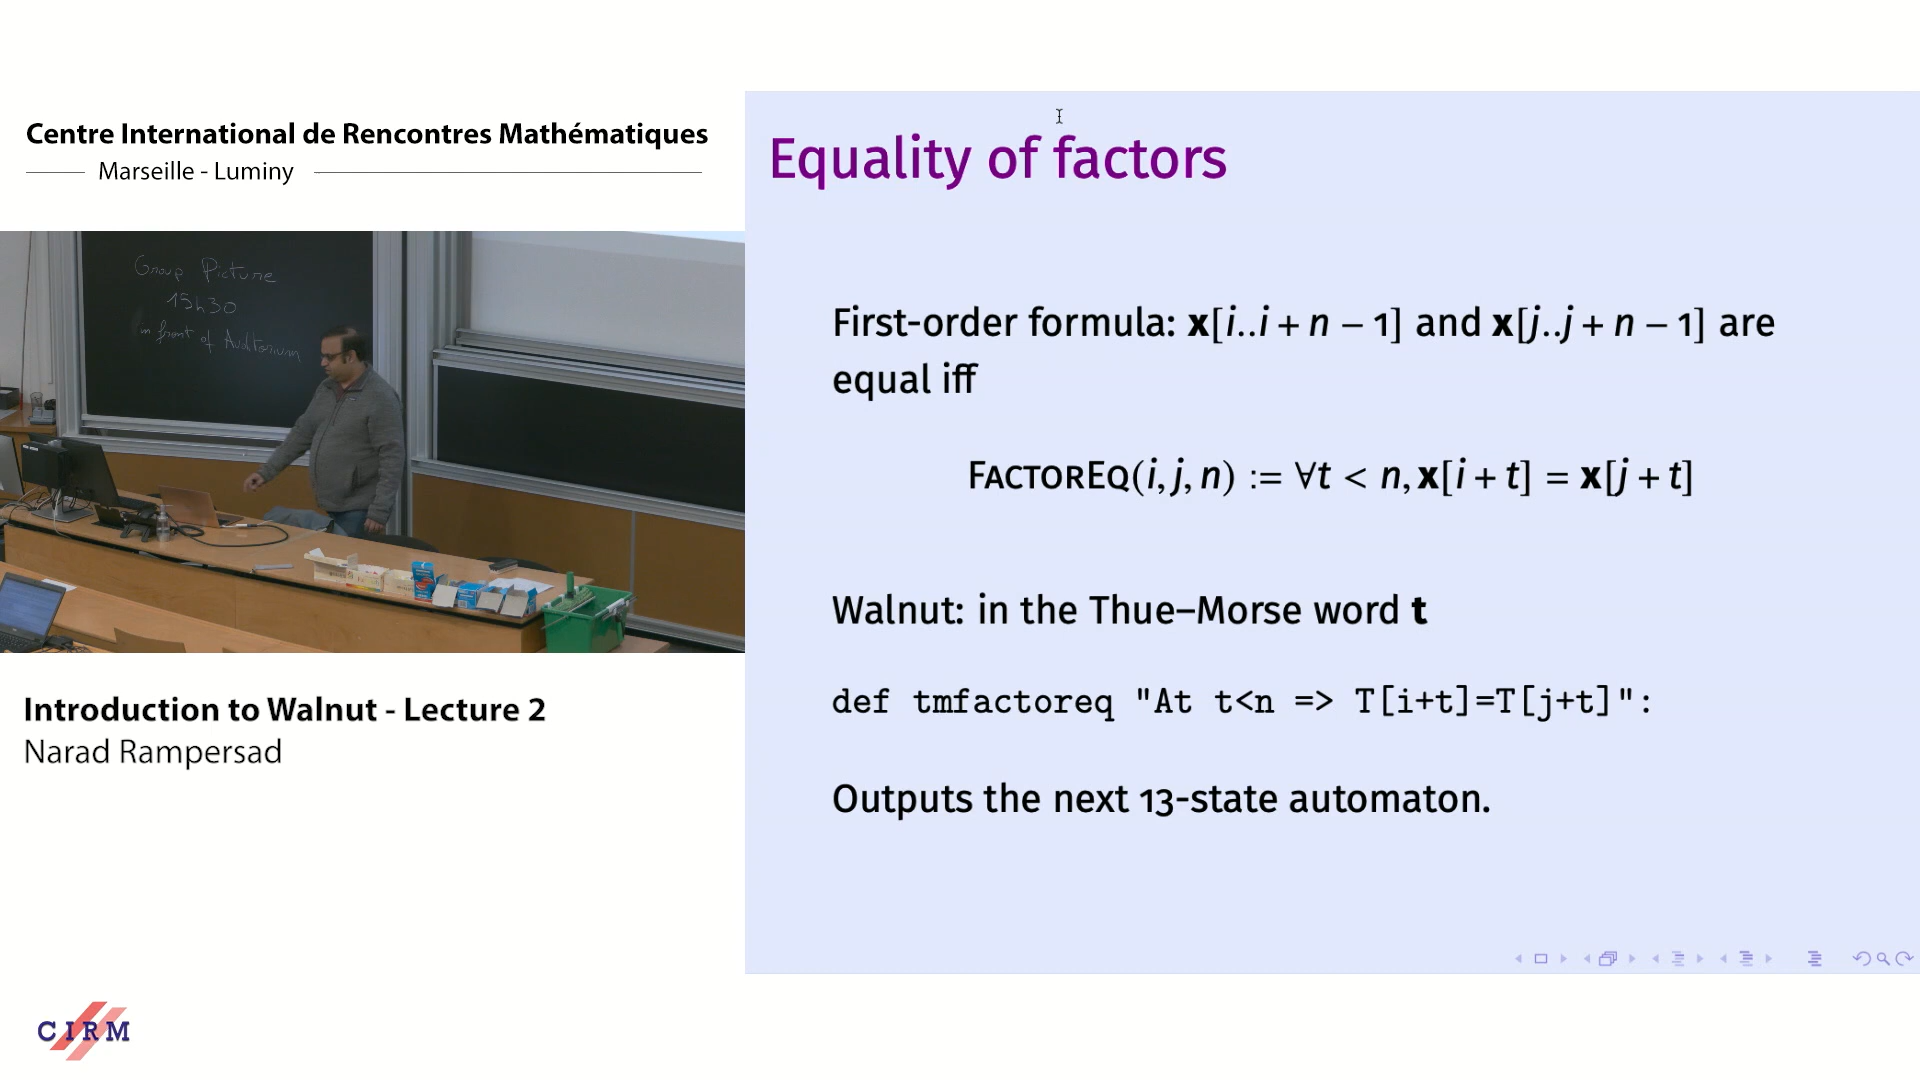 Centre International de Rencontres Mathématiques
Marseille - Luminy
Group Picture
15h30
in front of Auditorium
Introduction to Walnut - Lecture 2
Narad Rampersad
CIRM
Equality of factors
First-order formula: x[i..i + n − 1] and x[j..j + n − 1] are
equal iff
FACTOREQ(i, j, n) := ∀t < n, x[i + t] = x[j + t]
Walnut: in the Thue–Morse word t
def tmfactoreq "At t<n => T[i+t]=T[j+t]":
Outputs the next 13-state automaton.